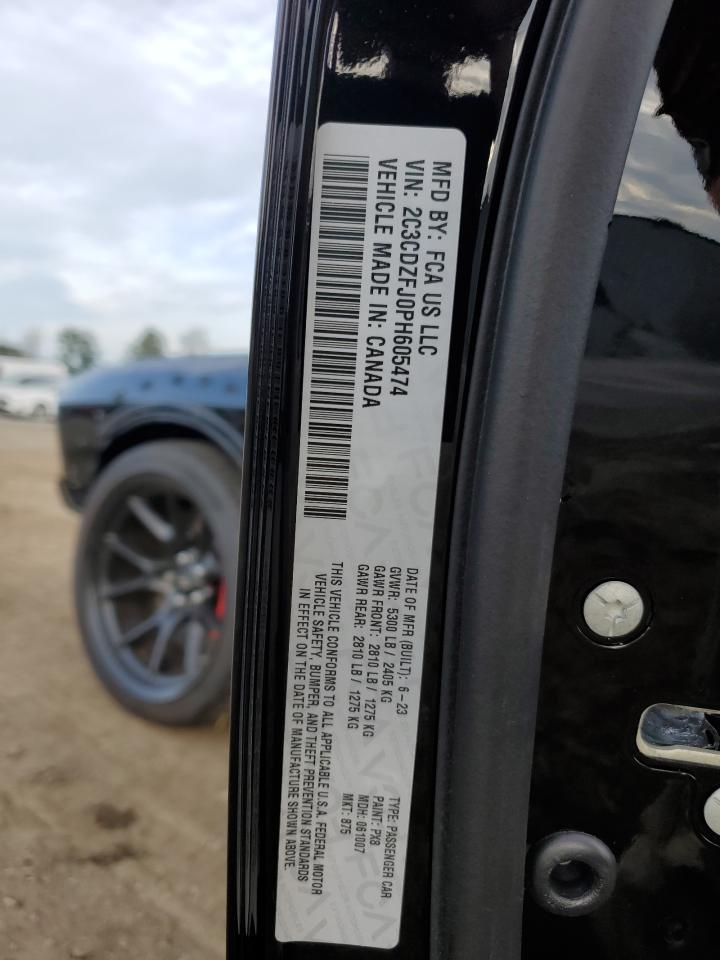 MFD BY: FCA US LLC
VIN: 2C3CDZFJ0PH605474
VEHICLE MADE IN: CANADA
DATE OF MFR (BUILT): 6-23
GVWR: 5300 LB / 2405 KG
GAWR FRONT: 2810 LB / 1275 KG
GAWR REAR: 2810 LB / 1275 KG
THIS VEHICLE CONFORMS TO ALL APPLICABLE U.S.A. FEDERAL MOTOR
VEHICLE SAFETY, BUMPER, AND THEFT PREVENTION STANDARDS
IN EFFECT ON THE DATE OF MANUFACTURE SHOWN ABOVE.
TYPE: PASSENGER CAR
PAINT: PX8
MDH: 061007
MKT: 875
FCA